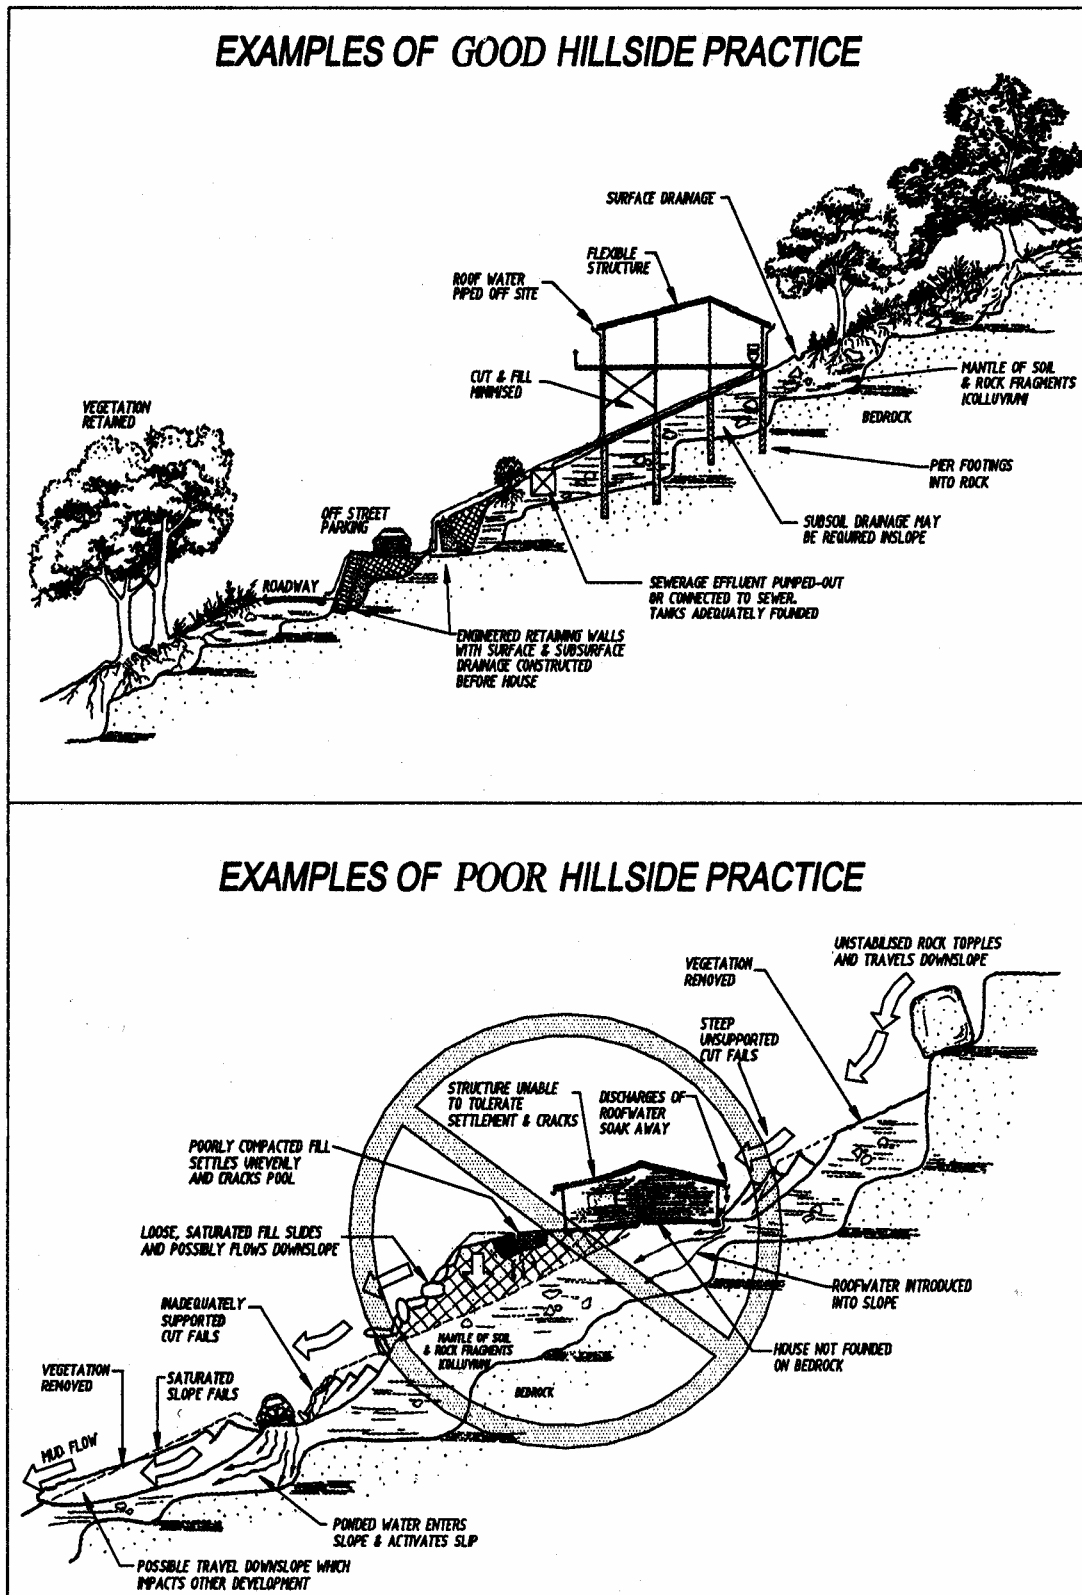 EXAMPLES OF GOOD HILLSIDE PRACTICE
SURFACE DRAINAGE
FLEXIBLE
STRUCTURE
ROOF WATER
PIPED OFF SITE
CUT & FILL
MINIMISED
MANTLE OF SOIL
& ROCK FRAGMENTS
(COLLUVIUM)
BEDROCK
VEGETATION
RETAINED
PIER FOOTINGS
INTO ROCK
OFF STREET
PARKING
SUBSOIL DRAINAGE MAY
BE REQUIRED INSLOPE
ROADWAY
SEWERAGE EFFLUENT PUMPED-OUT
OR CONNECTED TO SEWER.
TANKS ADEQUATELY FOUNDED
ENGINEERED RETAINING WALLS
WITH SURFACE & SUBSURFACE
DRAINAGE CONSTRUCTED
BEFORE HOUSE
EXAMPLES OF POOR HILLSIDE PRACTICE
UNSTABILISED ROCK TOPPLES
AND TRAVELS DOWNSLOPE
VEGETATION
REMOVED
STEEP
UNSUPPORTED
CUT FAILS
STRUCTURE UNABLE
TO TOLERATE
SETTLEMENT & CRACKS
DISCHARGES OF
ROOFWATER
SOAK AWAY
POORLY COMPACTED FILL
SETTLES UNEVENLY
AND CRACKS POOL
LOOSE, SATURATED FILL SLIDES
AND POSSIBLY FLOWS DOWNSLOPE
ROOFWATER INTRODUCED
INTO SLOPE
INADEQUATELY
SUPPORTED
CUT FAILS
MANTLE OF SOIL
& ROCK FRAGMENTS
(COLLUVIUM)
HOUSE NOT FOUNDED
ON BEDROCK
BEDROCK
VEGETATION
REMOVED
SATURATED
SLOPE FAILS
MUD FLOW
PONDED WATER ENTERS
SLOPE & ACTIVATES SLIP
POSSIBLE TRAVEL DOWNSLOPE WHICH
IMPACTS OTHER DEVELOPMENT